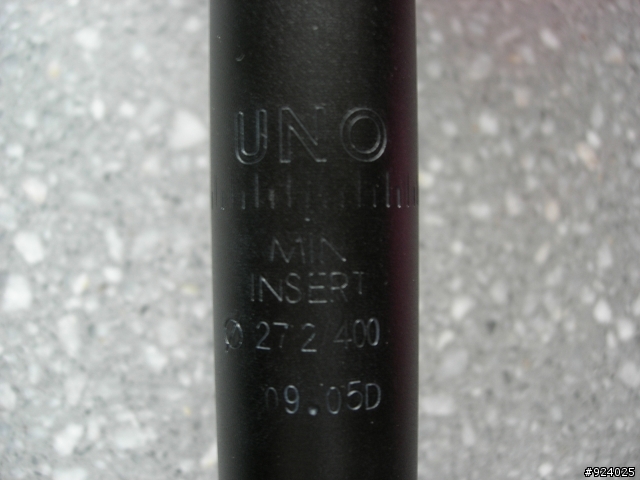 UNO
MIN
INSERT
Ø 27 2/400
09.05D
#924025